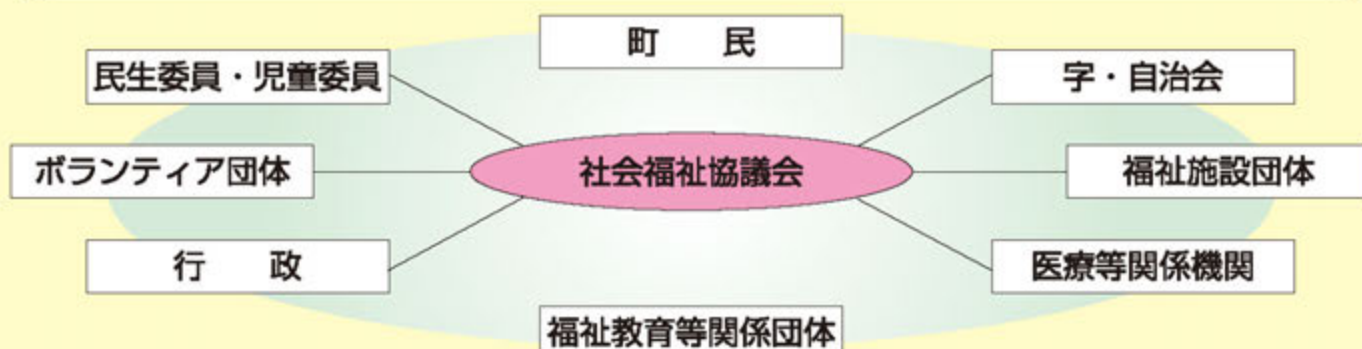 町　民
民生委員・児童委員
字・自治会
ボランティア団体
社会福祉協議会
福祉施設団体
行　政
医療等関係機関
福祉教育等関係団体